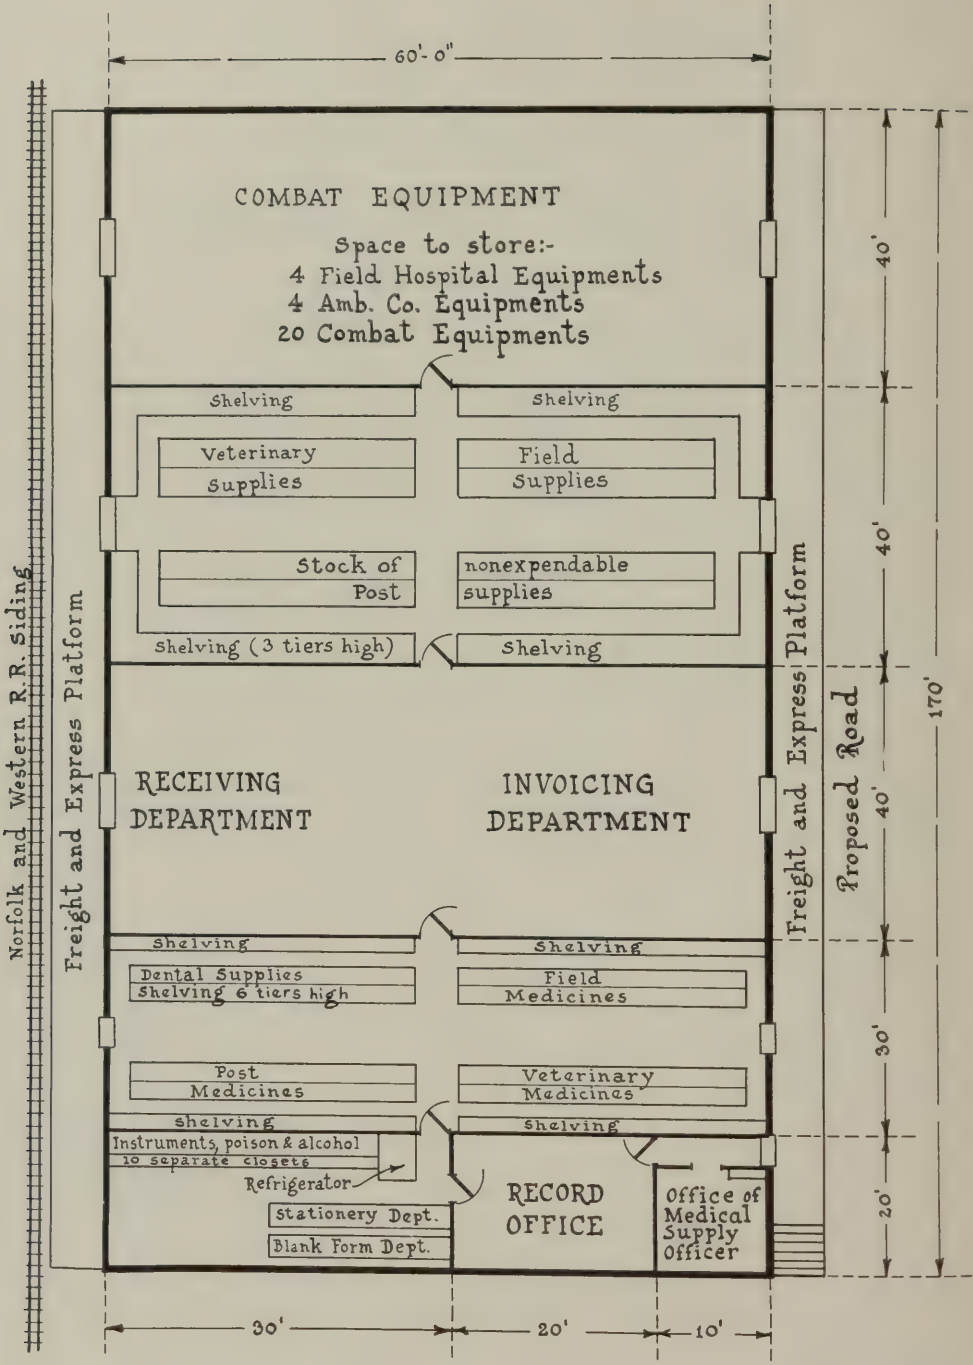 60'-0"
COMBAT EQUIPMENT
Space to store:-
4 Field Hospital Equipments
4 Amb. Co. Equipments
20 Combat Equipments
40'
Shelving
Shelving
Veterinary
Supplies
Field
Supplies
40'
Stock of
Post
nonexpendable
supplies
Shelving (3 tiers high)
Shelving
Norfolk and Western R.R. Siding
Freight and Express Platform
RECEIVING
DEPARTMENT
INVOICING
DEPARTMENT
Freight and Express Platform
Proposed Road
40'
170'
Shelving
Shelving
Dental Supplies
Shelving 6 tiers high
Field
Medicines
30'
Post
Medicines
Veterinary
Medicines
Shelving
Shelving
Instruments, poison & alcohol
10 separate closets
Refrigerator
Stationery Dept.
Blank Form Dept.
RECORD
OFFICE
Office of
Medical
Supply
Officer
20'
30'
20'
10'